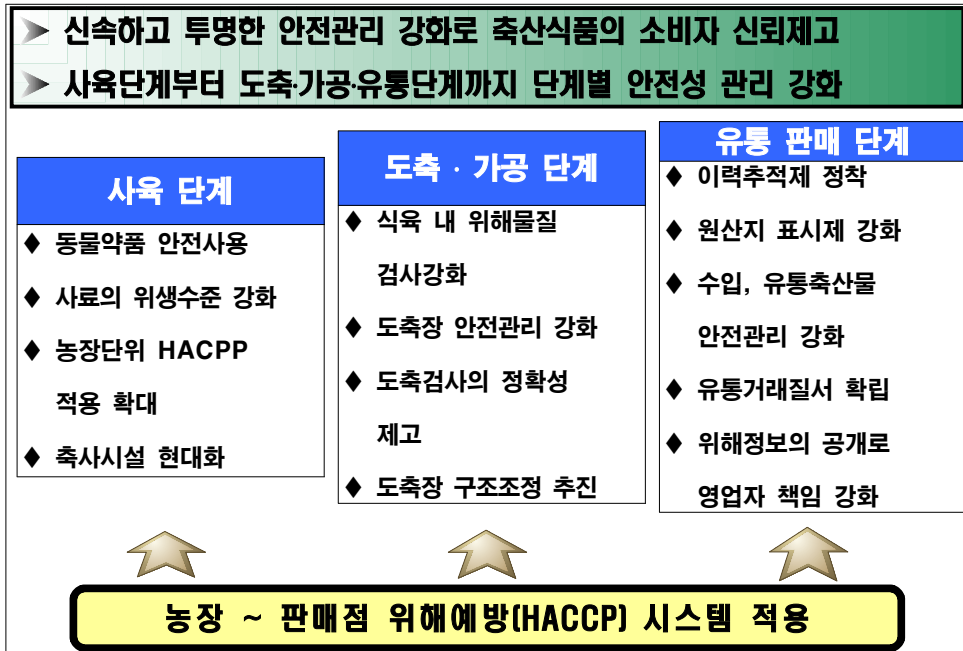 ➤ 신속하고 투명한 안전관리 강화로 축산식품의 소비자 신뢰제고
➤ 사육단계부터 도축·가공·유통단계까지 단계별 안전성 관리 강화
사육 단계
◆ 동물약품 안전사용
◆ 사료의 위생수준 강화
◆ 농장단위 HACPP
적용 확대
◆ 축사시설 현대화
도축 · 가공 단계
◆ 식육 내 위해물질
검사강화
◆ 도축장 안전관리 강화
◆ 도축검사의 정확성
제고
◆ 도축장 구조조정 추진
유통 판매 단계
◆ 이력추적제 정착
◆ 원산지 표시제 강화
◆ 수입, 유통축산물
안전관리 강화
◆ 유통거래질서 확립
◆ 위해정보의 공개로
영업자 책임 강화
농장 ~ 판매점 위해예방(HACCP) 시스템 적용